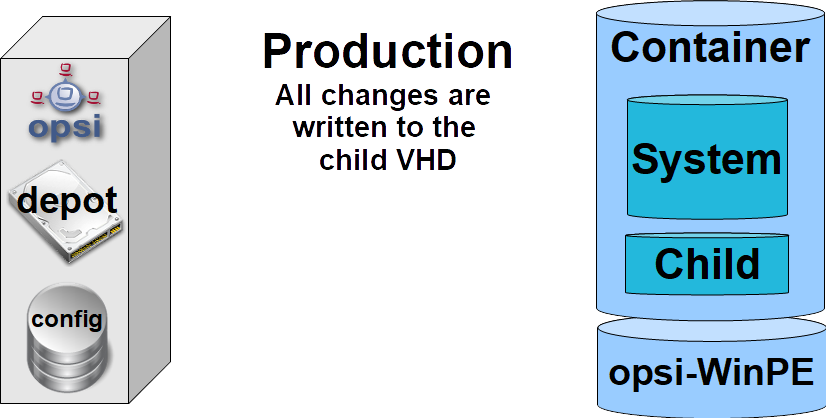 opsi
depot
config
Production
All changes are
written to the
child VHD
Container
System
Child
opsi-WinPE